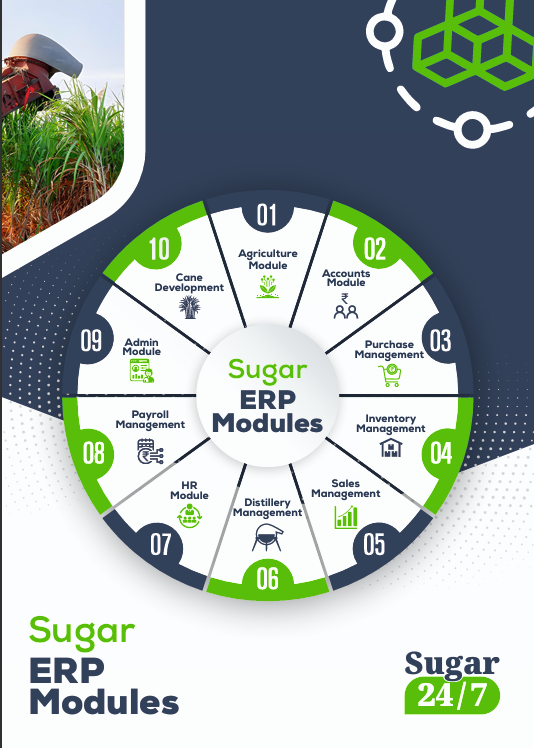 01
Agriculture
Module
02
Accounts
Module
₹
03
Purchase
Management
04
Inventory
Management
05
Sales
Management
06
Distillery
Management
07
HR
Module
08
Payroll
Management
₹
09
Admin
Module
10
Cane
Development
Sugar
ERP
Modules
Sugar
ERP
Modules
Sugar
24/7